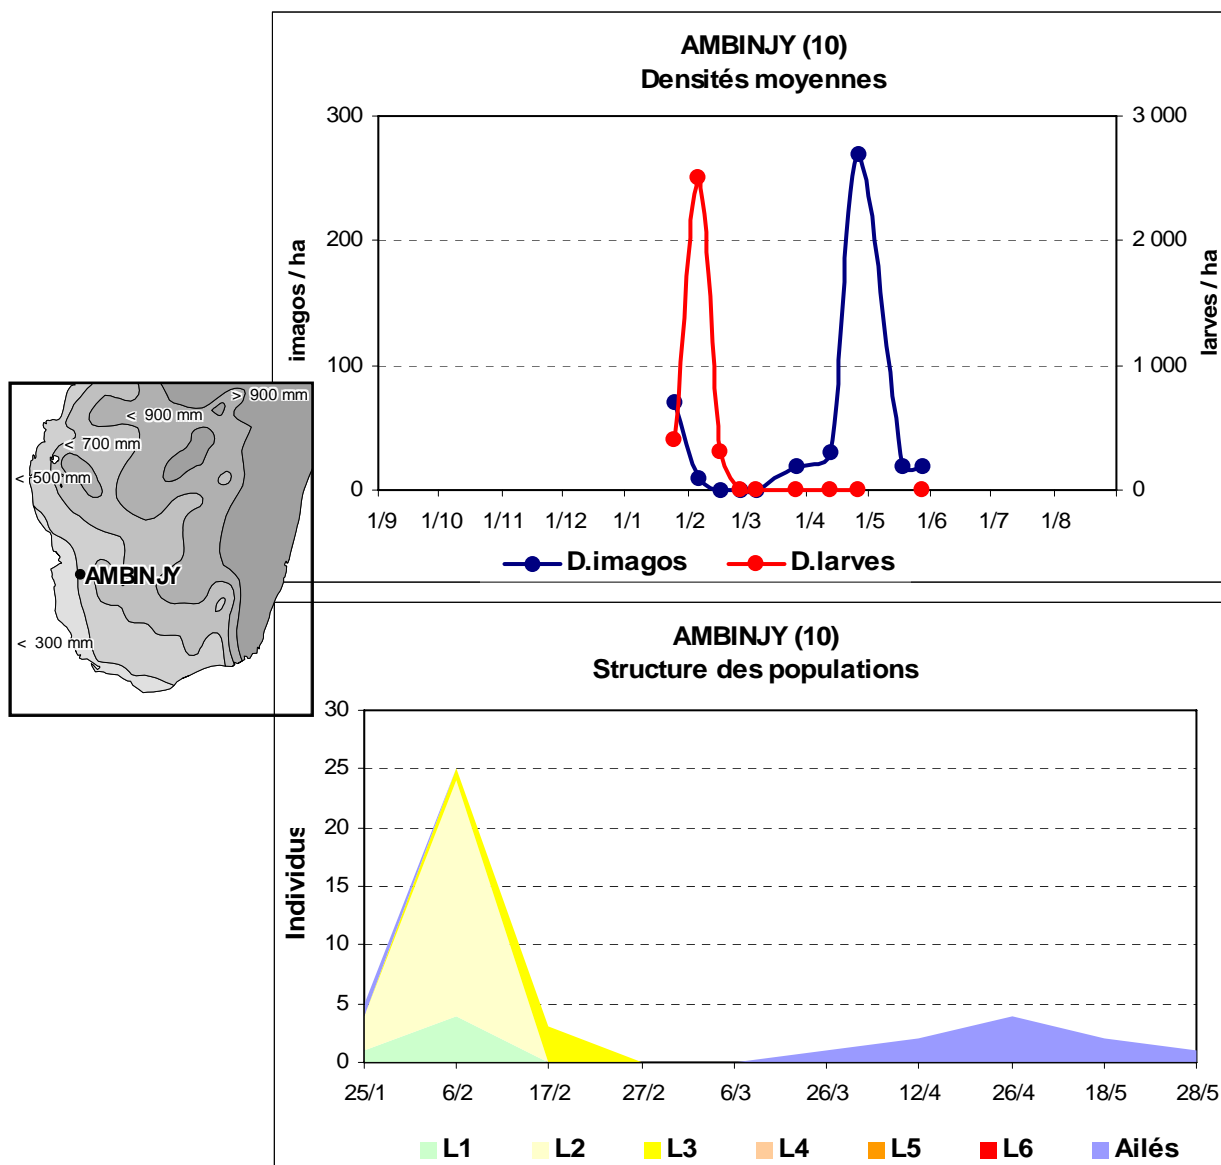 AMBINJY (10)
Densités moyennes
300 3 000
200 2 000
100 1 000
0 0
imagos / ha
larves / ha
1/9 1/10 1/11 1/12 1/1 1/2 1/3 1/4 1/5 1/6 1/7 1/8
D.imagos D.larves
> 900 mm
< 900 mm
< 700 mm
< 500 mm
AMBINJY
< 300 mm
AMBINJY (10)
Structure des populations
30
25
20
15
10
5
0
Individus
25/1 6/2 17/2 27/2 6/3 26/3 12/4 26/4 18/5 28/5
L1 L2 L3 L4 L5 L6 Ailés